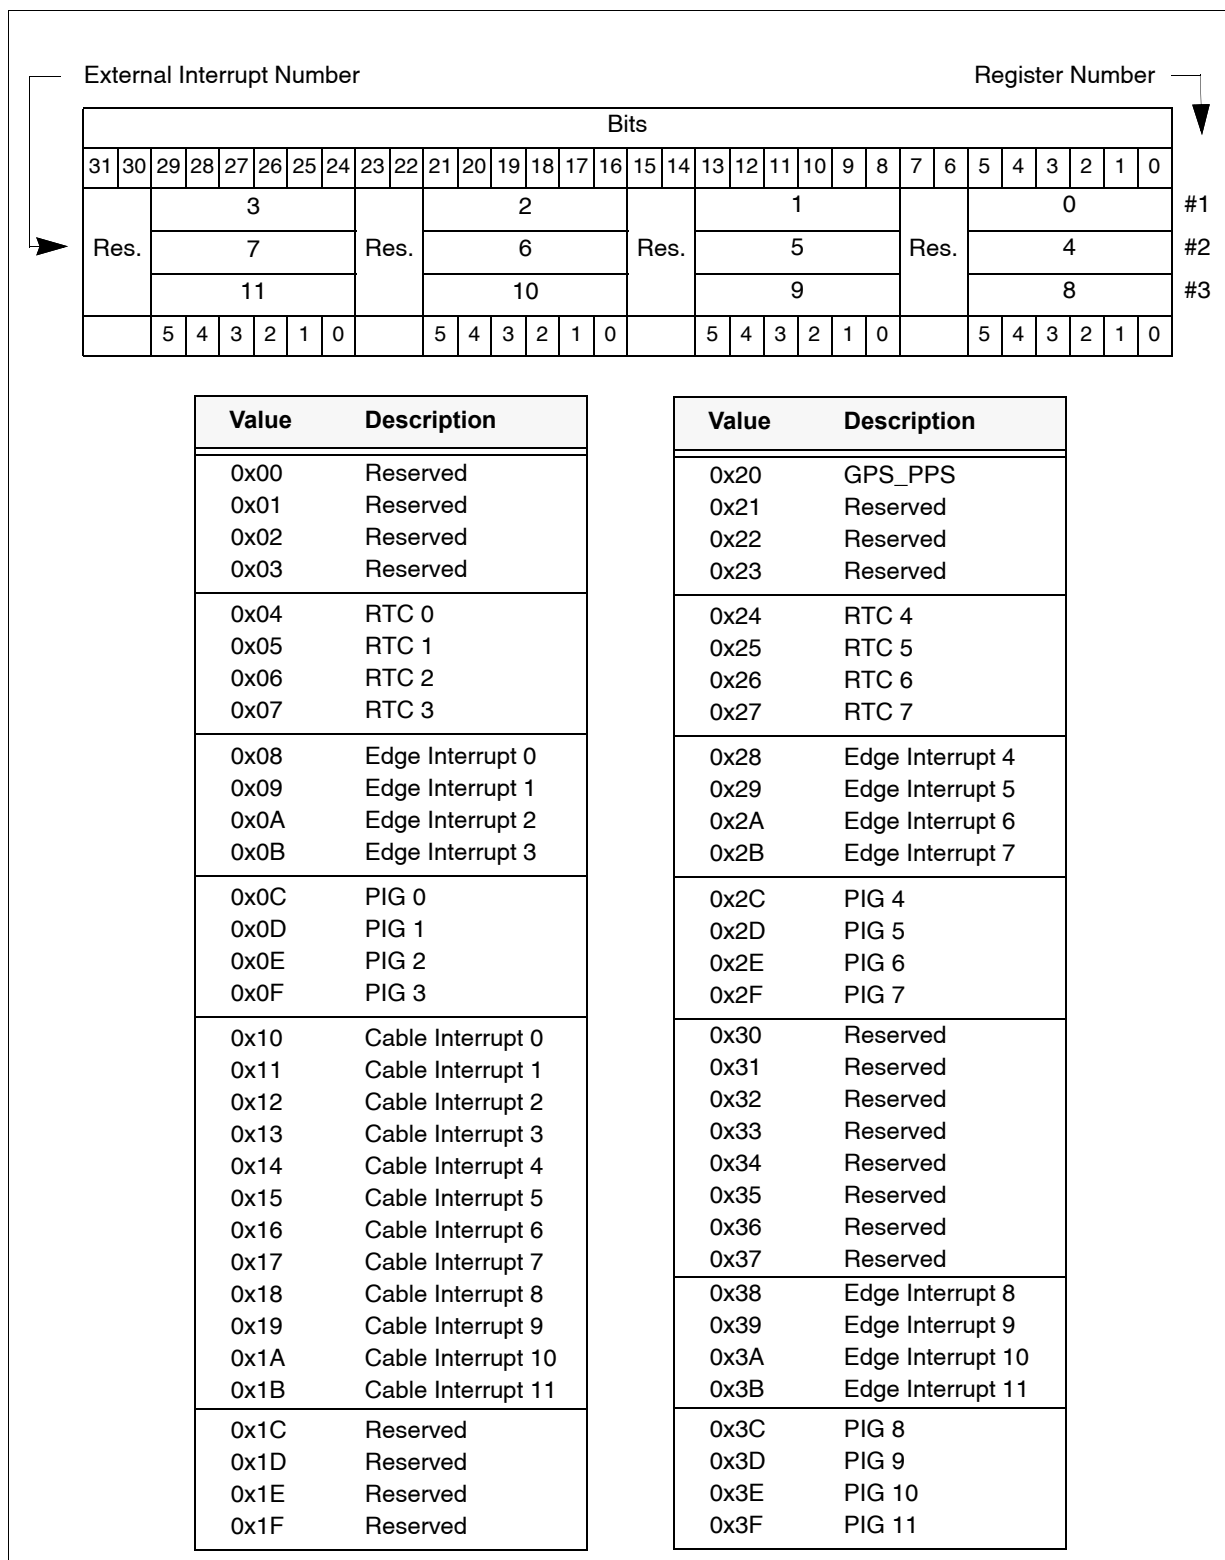 External Interrupt Number Register Number
Bits
31 30 29 28 27 26 25 24 23 22 21 20 19 18 17 16 15 14 13 12 11 10 9 8 7 6 5 4 3 2 1 0
3 2 1 0 #1
Res. 7 Res. 6 Res. 5 Res. 4 #2
11 10 9 8 #3
5 4 3 2 1 0 5 4 3 2 1 0 5 4 3 2 1 0 5 4 3 2 1 0
Value Description
0x00 Reserved
0x01 Reserved
0x02 Reserved
0x03 Reserved
0x04 RTC 0
0x05 RTC 1
0x06 RTC 2
0x07 RTC 3
0x08 Edge Interrupt 0
0x09 Edge Interrupt 1
0x0A Edge Interrupt 2
0x0B Edge Interrupt 3
0x0C PIG 0
0x0D PIG 1
0x0E PIG 2
0x0F PIG 3
0x10 Cable Interrupt 0
0x11 Cable Interrupt 1
0x12 Cable Interrupt 2
0x13 Cable Interrupt 3
0x14 Cable Interrupt 4
0x15 Cable Interrupt 5
0x16 Cable Interrupt 6
0x17 Cable Interrupt 7
0x18 Cable Interrupt 8
0x19 Cable Interrupt 9
0x1A Cable Interrupt 10
0x1B Cable Interrupt 11
0x1C Reserved
0x1D Reserved
0x1E Reserved
0x1F Reserved
Value Description
0x20 GPS_PPS
0x21 Reserved
0x22 Reserved
0x23 Reserved
0x24 RTC 4
0x25 RTC 5
0x26 RTC 6
0x27 RTC 7
0x28 Edge Interrupt 4
0x29 Edge Interrupt 5
0x2A Edge Interrupt 6
0x2B Edge Interrupt 7
0x2C PIG 4
0x2D PIG 5
0x2E PIG 6
0x2F PIG 7
0x30 Reserved
0x31 Reserved
0x32 Reserved
0x33 Reserved
0x34 Reserved
0x35 Reserved
0x36 Reserved
0x37 Reserved
0x38 Edge Interrupt 8
0x39 Edge Interrupt 9
0x3A Edge Interrupt 10
0x3B Edge Interrupt 11
0x3C PIG 8
0x3D PIG 9
0x3E PIG 10
0x3F PIG 11